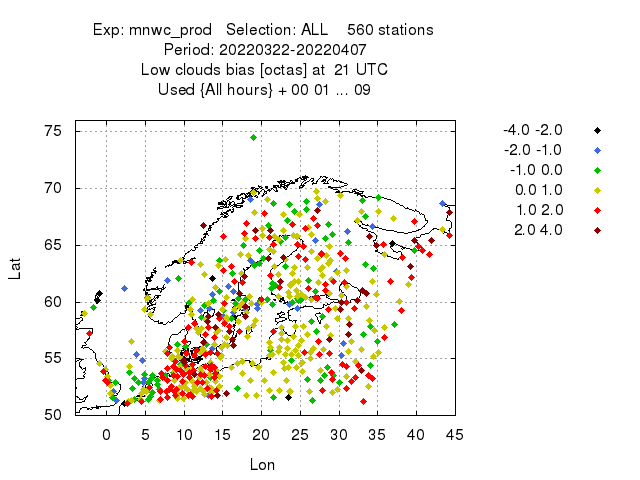 Exp: mnwc_prod   Selection: ALL    560 stations
Period: 20220322-20220407
Low clouds bias [octas] at  21 UTC
Used {All hours} + 00 01 ... 09
75
70
65
60
55
50
Lat
0 5 10 15 20 25 30 35 40 45
Lon
-4.0 -2.0
-2.0 -1.0
-1.0 0.0
0.0 1.0
1.0 2.0
2.0 4.0